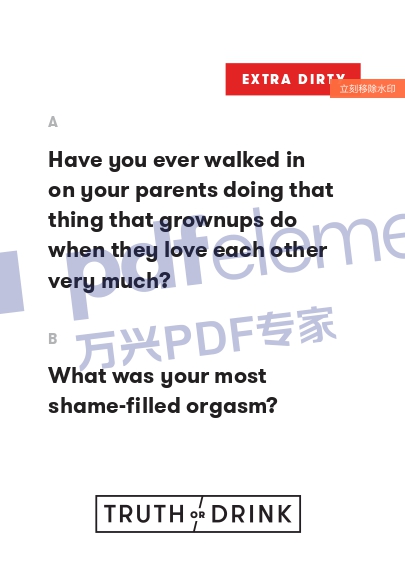 EXTRA DIRTY
立刻移除水印
A
Have you ever walked in
on your parents doing that
thing that grownups do
when they love each other
very much?
pdfeleme
B
万兴PDF专家
What was your most
shame-filled orgasm?
TRUTH OR DRINK